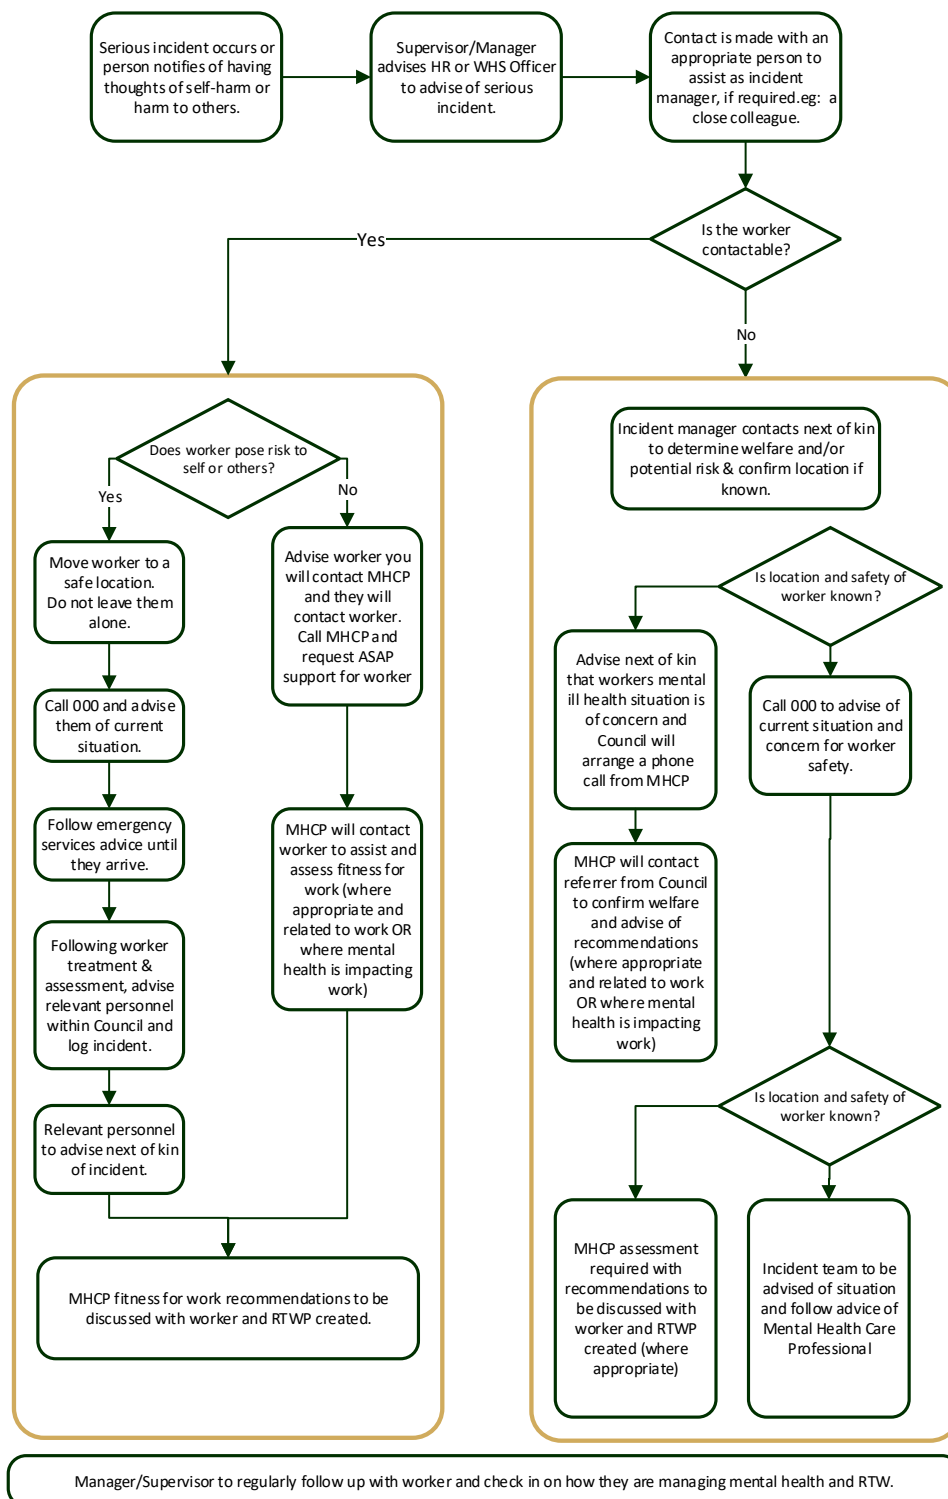 Serious incident occurs or
person notifies of having
thoughts of self-harm or
harm to others.
Supervisor/Manager
advises HR or WHS Officer
to advise of serious
incident.
Contact is made with an
appropriate person to
assist as incident
manager, if required.eg:  a
close colleague.
Is the worker
contactable?
Yes
No
Does worker pose risk to
self or others?
Yes
No
Move worker to a
safe location.
Do not leave them
alone.
Call 000 and advise
them of current
situation.
Follow emergency
services advice until
they arrive.
Following worker
treatment &
assessment, advise
relevant personnel
within Council and
log incident.
Relevant personnel
to advise next of kin
of incident.
Advise worker you
will contact MHCP
and they will
contact worker.
Call MHCP and
request ASAP
support for worker
MHCP will contact
worker to assist and
assess fitness for
work (where
appropriate and
related to work OR
where mental
health is impacting
work)
MHCP fitness for work recommendations to be
discussed with worker and RTWP created.
Incident manager contacts next of kin
to determine welfare and/or
potential risk & confirm location if
known.
Is location and safety of
worker known?
Advise next of kin
that workers mental
ill health situation is
of concern and
Council will
arrange a phone
call from MHCP
MHCP will contact
referrer from Council
to confirm welfare
and advise of
recommendations
(where appropriate
and related to work
OR where mental
health is impacting
work)
Call 000 to advise of
current situation and
concern for worker
safety.
Is location and safety of
worker known?
MHCP assessment
required with
recommendations to
be discussed with
worker and RTWP
created (where
appropriate)
Incident team to be
advised of situation
and follow advice of
Mental Health Care
Professional
Manager/Supervisor to regularly follow up with worker and check in on how they are managing mental health and RTW.